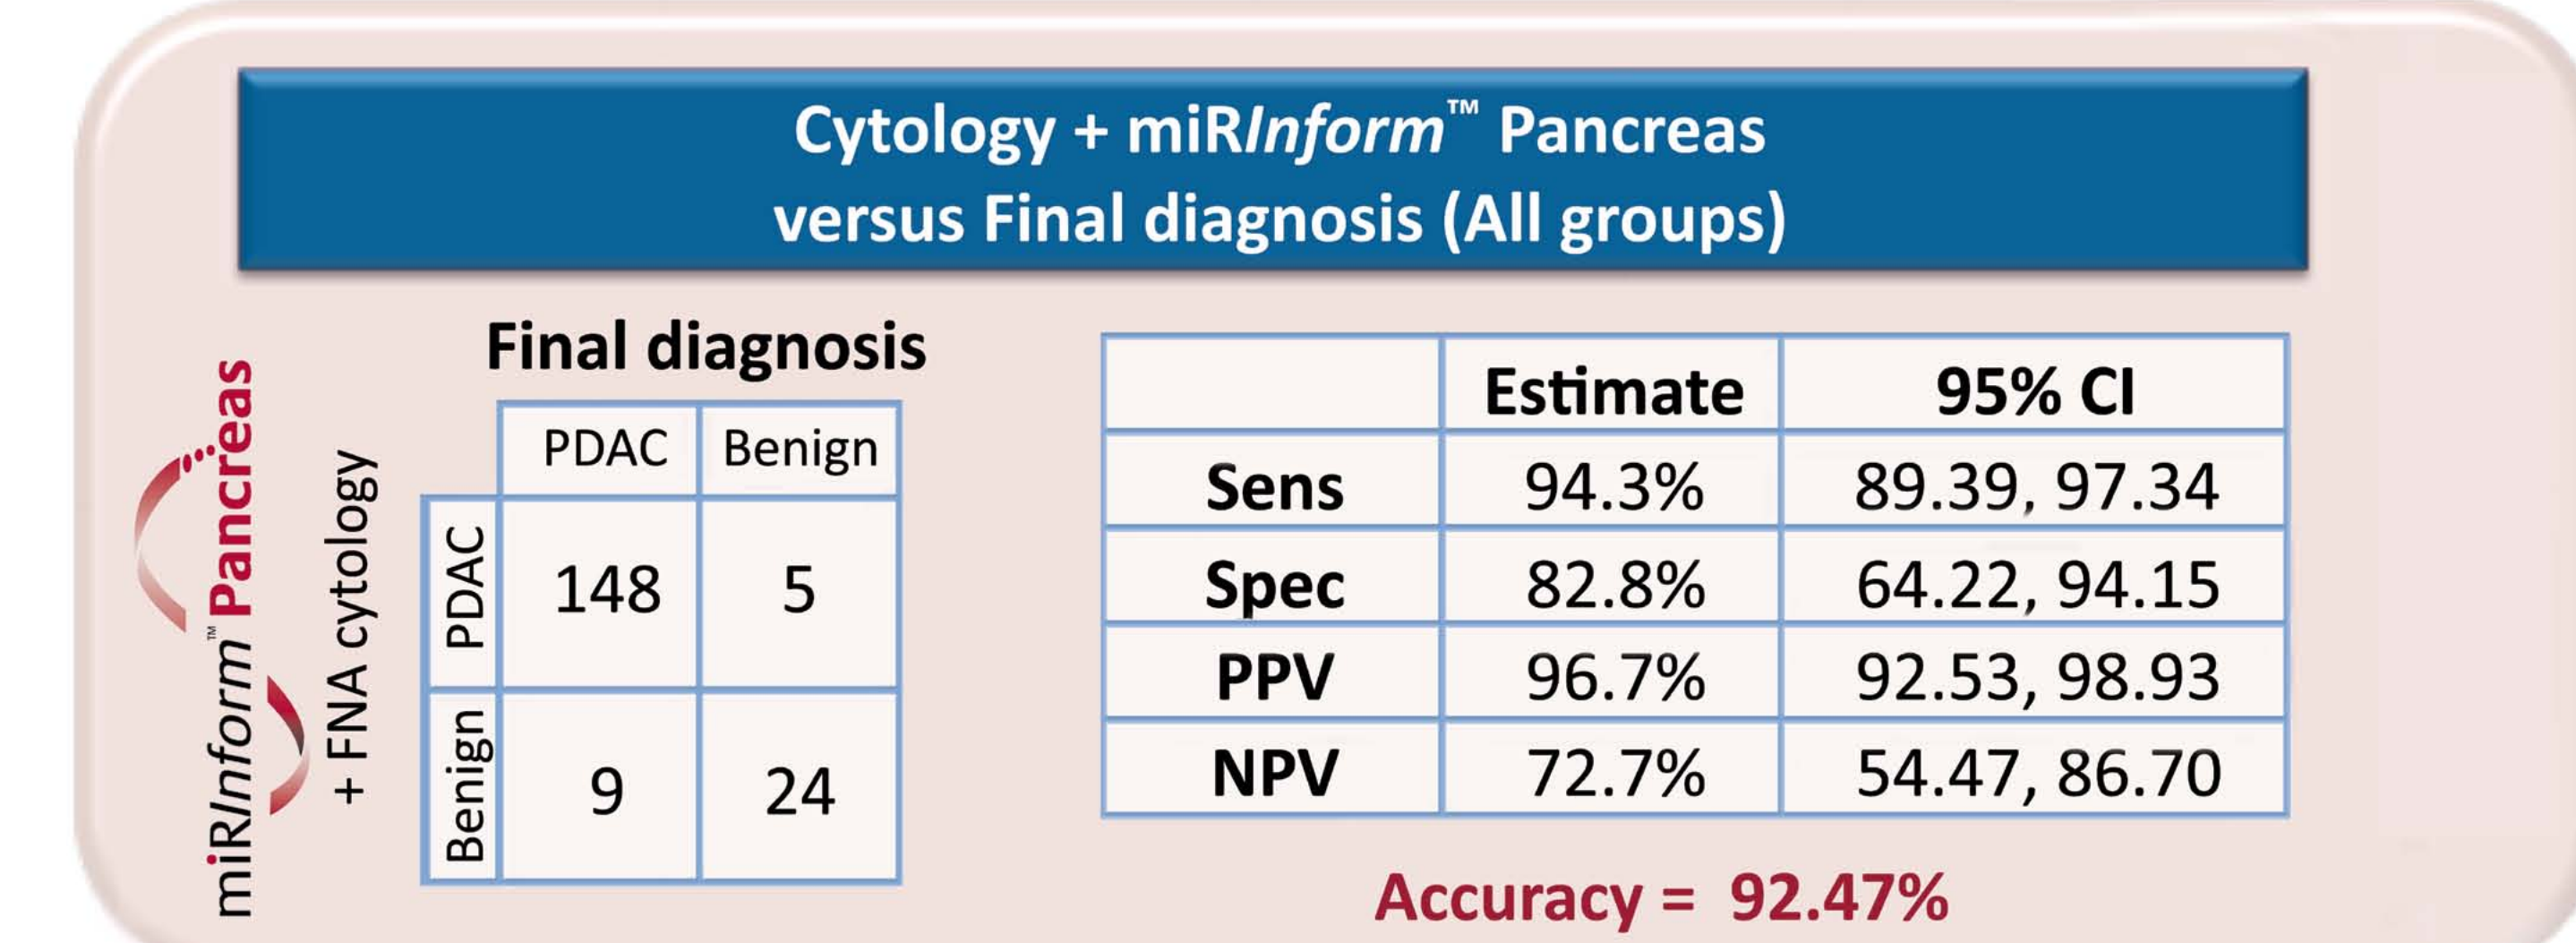 Cytology + miRInform™ Pancreas
versus Final diagnosis (All groups)
miRInform™ Pancreas
+ FNA cytology
Final diagnosis
PDAC Benign
PDAC 148 5
Benign 9 24
Estimate 95% CI
Sens 94.3% 89.39, 97.34
Spec 82.8% 64.22, 94.15
PPV 96.7% 92.53, 98.93
NPV 72.7% 54.47, 86.70
Accuracy = 92.47%